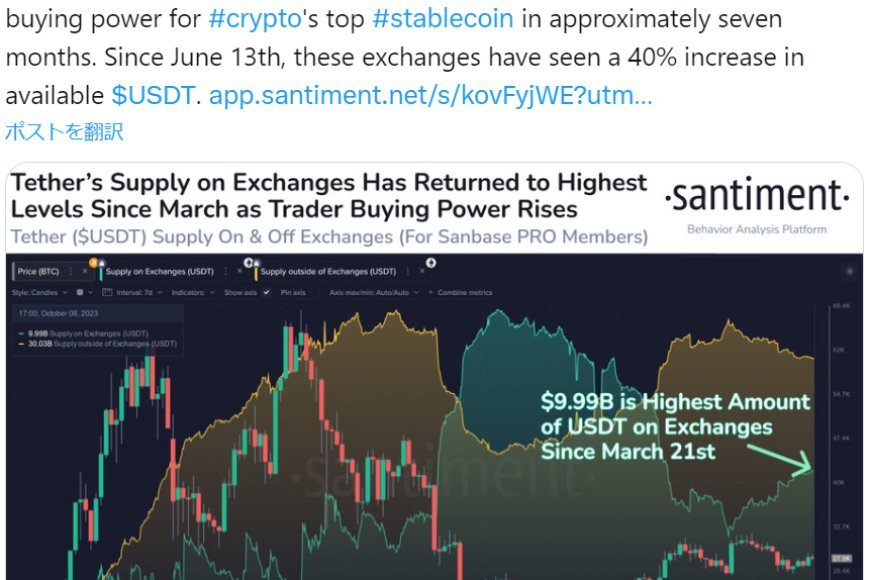 buying power for #crypto's top #stablecoin in approximately seven
months. Since June 13th, these exchanges have seen a 40% increase in
available $USDT. app.santiment.net/s/kovFyjWE?utm...
ポストを翻訳
Tether's Supply on Exchanges Has Returned to Highest
Levels Since March as Trader Buying Power Rises
Tether ($USDT) Supply On & Off Exchanges (For Sanbase PRO Members)
·santiment·
Behavior Analysis Platform
Price (BTC)
Supply on Exchanges (USDT)
Supply outside of Exchanges (USDT)
Style: Candles
Interval: 7d
Indicators:
Show axis
Pin axis
Axis max/min: Auto/Auto
+ Combine metrics
17:00, October 08, 2023
9.99B Supply on Exchanges (USDT)
30.03B Supply outside of Exchanges (USDT)
$9.99B is Highest Amount
of USDT on Exchanges
Since March 21st
·santiment·
69.4K
62K
54.7K
47.4K
40K
32.7K
27.5K
25.4K